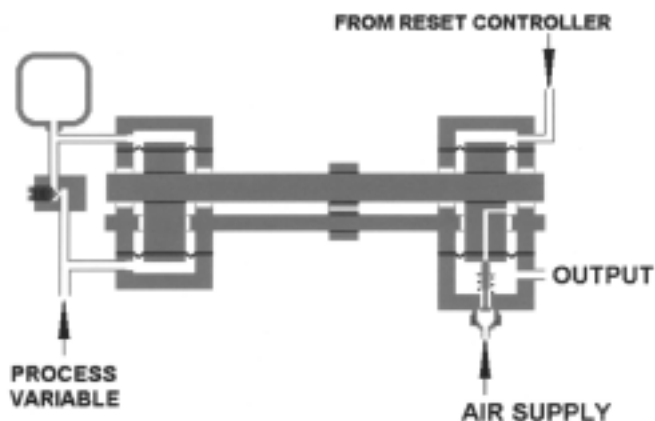 FROM RESET CONTROLLER
OUTPUT
PROCESS
VARIABLE
AIR SUPPLY